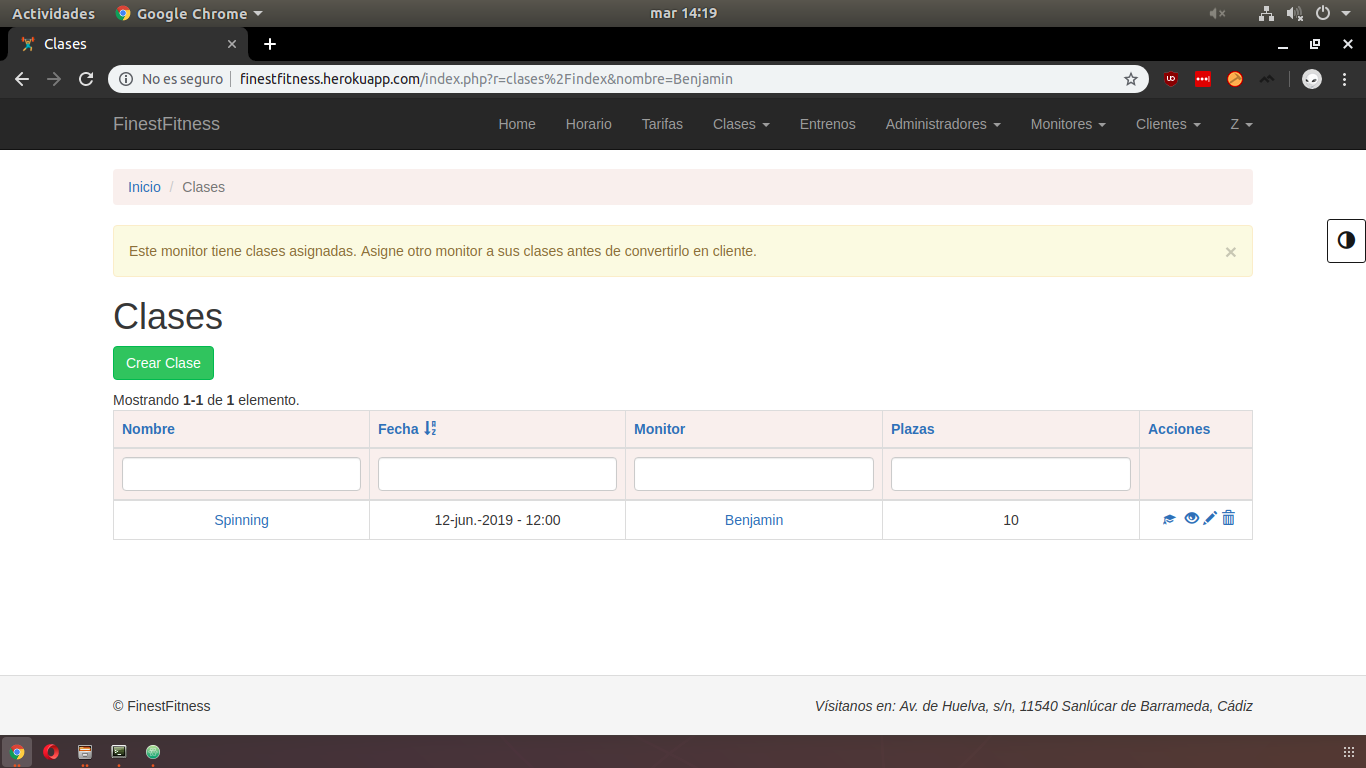 Actividades Google Chrome mar 14:19
Clases
No es seguro finestfitness.herokuapp.com/index.php?r=clases%2Findex&nombre=Benjamin
FinestFitness Home Horario Tarifas Clases Entrenos Administradores Monitores Clientes Z
Inicio / Clases
Este monitor tiene clases asignadas. Asigne otro monitor a sus clases antes de convertirlo en cliente. ×
Clases
Crear Clase
Mostrando 1-1 de 1 elemento.
Nombre Fecha Monitor Plazas Acciones
Spinning 12-jun.-2019 - 12:00 Benjamin 10
© FinestFitness Vísitanos en: Av. de Huelva, s/n, 11540 Sanlúcar de Barrameda, Cádiz